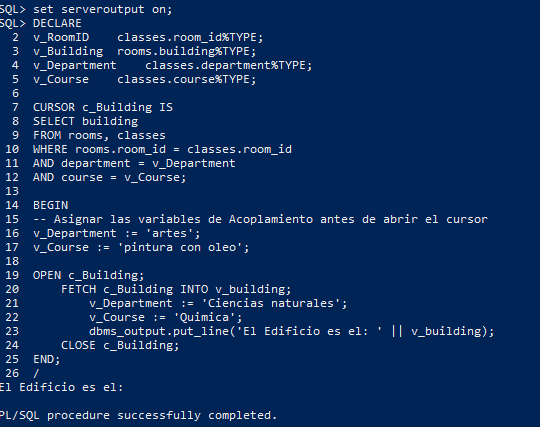 SQL> set serveroutput on;
SQL> DECLARE
2 v_RoomID classes.room_id%TYPE;
3 v_Building rooms.building%TYPE;
4 v_Department classes.department%TYPE;
5 v_Course classes.course%TYPE;
6
7 CURSOR c_Building IS
8 SELECT building
9 FROM rooms, classes
10 WHERE rooms.room_id = classes.room_id
11 AND department = v_Department
12 AND course = v_Course;
13
14 BEGIN
15 -- Asignar las variables de Acoplamiento antes de abrir el cursor
16 v_Department := 'artes';
17 v_Course := 'pintura con oleo';
18
19 OPEN c_Building;
20 FETCH c_Building INTO v_building;
21 v_Department := 'Ciencias naturales';
22 v_Course := 'Quimica';
23 dbms_output.put_line('El Edificio es el: ' || v_building);
24 CLOSE c_Building;
25 END;
26 /
El Edificio es el:
PL/SQL procedure successfully completed.